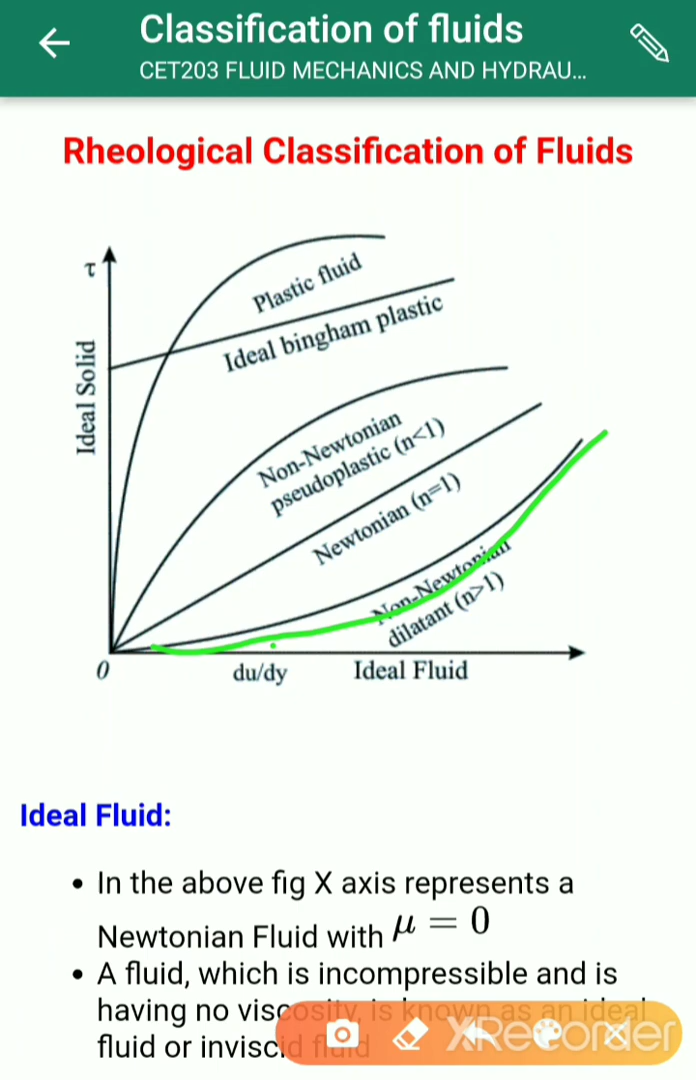 Classification of fluids
CET203 FLUID MECHANICS AND HYDRAU...
Rheological Classification of Fluids
τ
Ideal Solid
Plastic fluid
Ideal bingham plastic
Non-Newtonian
pseudoplastic (n<1)
Newtonian (n=1)
Non-Newtonian
dilatant (n>1)
0
du/dy
Ideal Fluid
Ideal Fluid:
• In the above fig X axis represents a
Newtonian Fluid with μ = 0
• A fluid, which is incompressible and is
having no viscosity, is known as an ideal
fluid or inviscid fluid
XRecorder